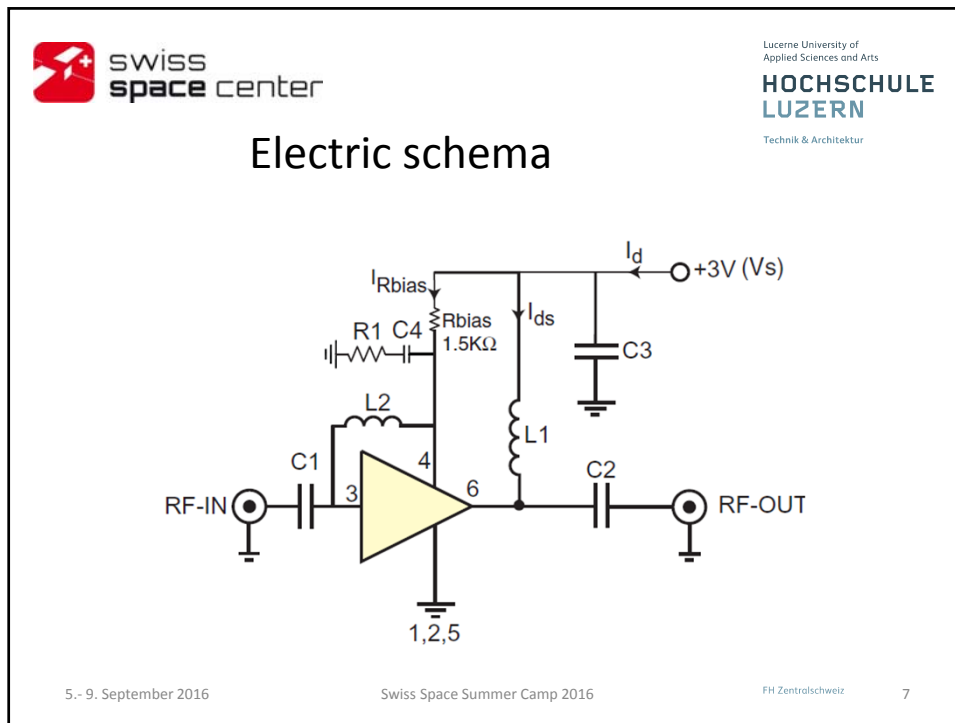 swiss
space center
Lucerne University of
Applied Sciences and Arts
HOCHSCHULE
LUZERN
Technik & Architektur
Electric schema
Id
+3V (Vs)
IRbias
Rbias
1.5KΩ
Ids
R1
C4
C3
L2
L1
C1
4
C2
3
6
RF-IN
RF-OUT
1,2,5
5.- 9. September 2016
Swiss Space Summer Camp 2016
FH Zentralschweiz
7